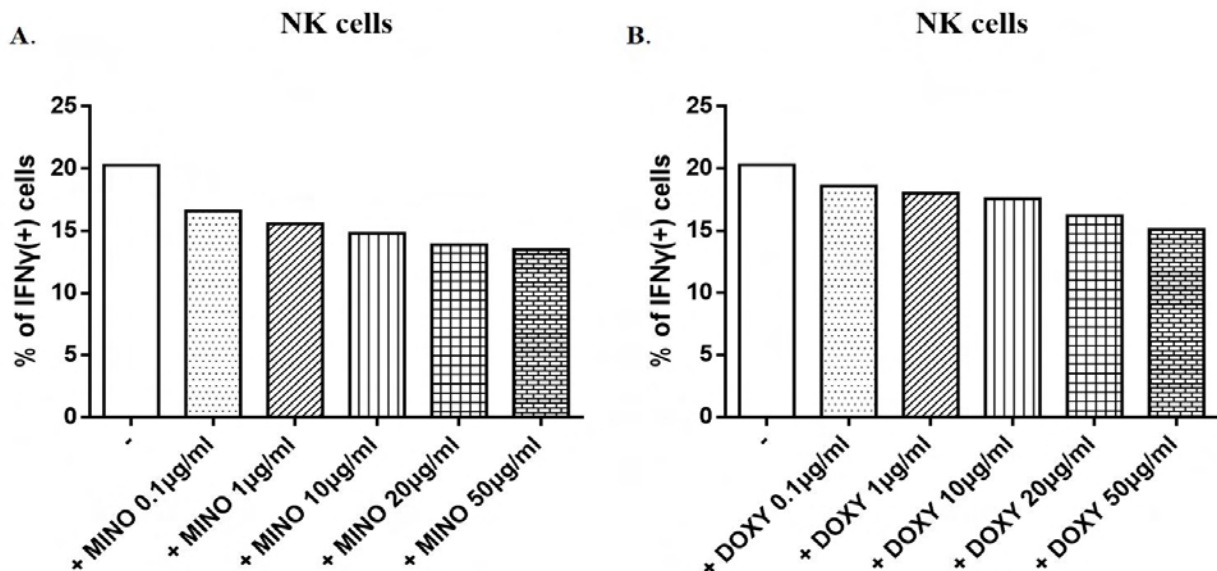 A.
NK cells
% of IFNγ(+) cells
25
20
15
10
5
0
-
+ MINO 0.1μg/ml
+ MINO 1μg/ml
+ MINO 10μg/ml
+ MINO 20μg/ml
+ MINO 50μg/ml
B.
NK cells
% of IFNγ(+) cells
25
20
15
10
5
0
-
+ DOXY 0.1μg/ml
+ DOXY 1μg/ml
+ DOXY 10μg/ml
+ DOXY 20μg/ml
+ DOXY 50μg/ml